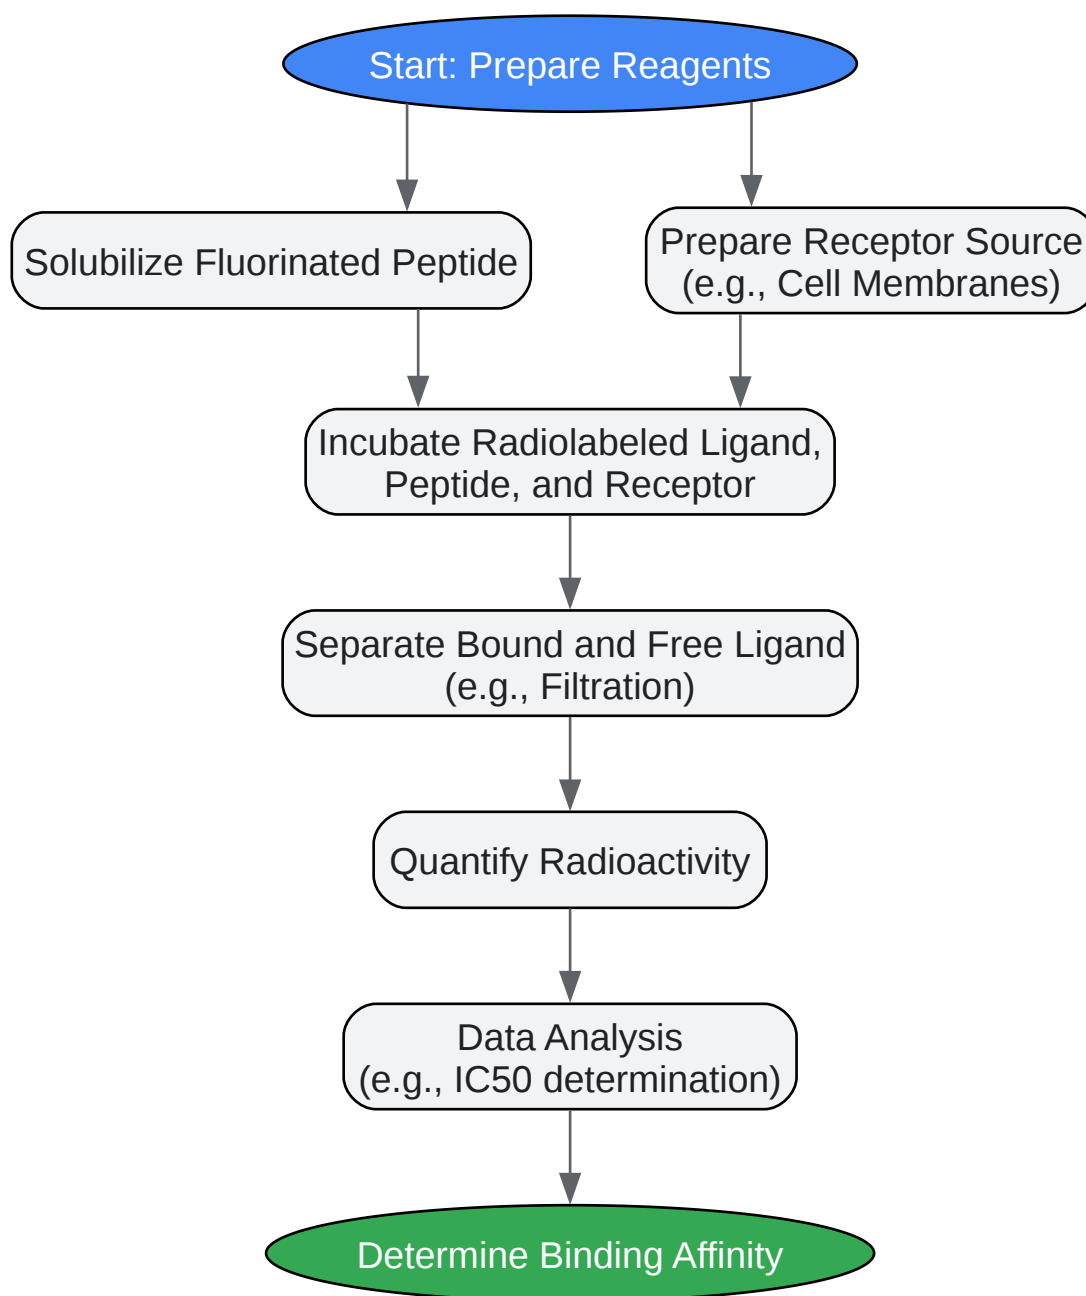 Start: Prepare Reagents
Solubilize Fluorinated Peptide
Prepare Receptor Source
(e.g., Cell Membranes)
Incubate Radiolabeled Ligand,
Peptide, and Receptor
Separate Bound and Free Ligand
(e.g., Filtration)
Quantify Radioactivity
Data Analysis
(e.g., IC50 determination)
Determine Binding Affinity